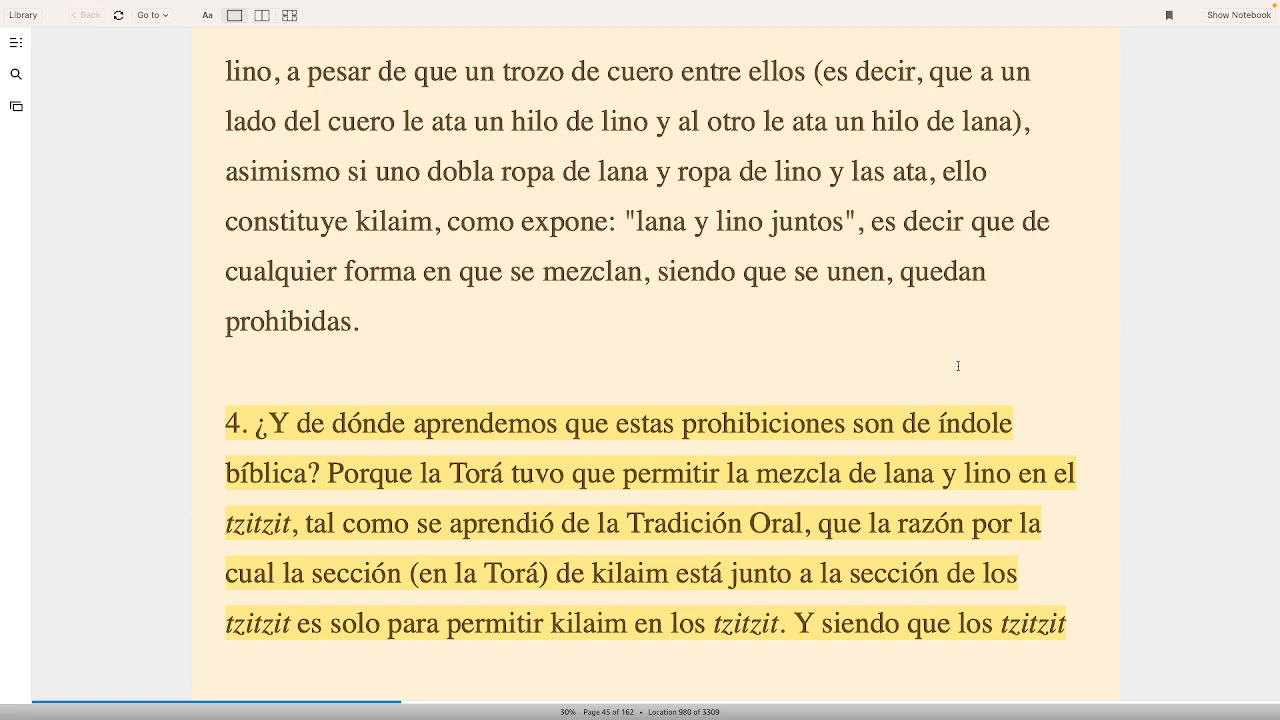 Library
Back
Go to
Aa
Show Notebook
lino, a pesar de que un trozo de cuero entre ellos (es decir, que a un
lado del cuero le ata un hilo de lino y al otro le ata un hilo de lana),
asimismo si uno dobla ropa de lana y ropa de lino y las ata, ello
constituye kilaim, como expone: "lana y lino juntos", es decir que de
cualquier forma en que se mezclan, siendo que se unen, quedan
prohibidas.
4. ¿Y de dónde aprendemos que estas prohibiciones son de índole
bíblica? Porque la Torá tuvo que permitir la mezcla de lana y lino en el
tzitzit, tal como se aprendió de la Tradición Oral, que la razón por la
cual la sección (en la Torá) de kilaim está junto a la sección de los
tzitzit es solo para permitir kilaim en los tzitzit. Y siendo que los tzitzit
30% Page 45 of 162 • Location 980 of 3309